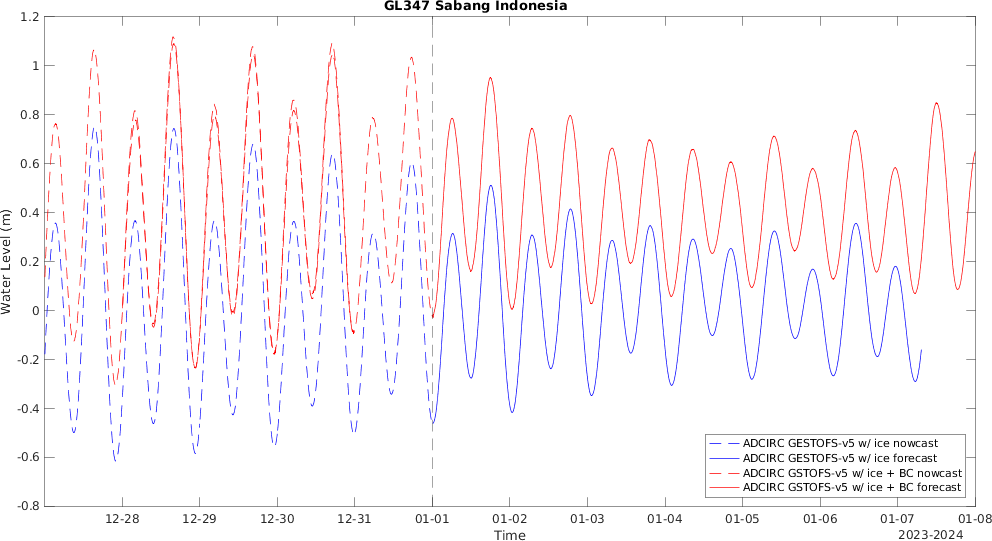 GL347 Sabang Indonesia
1.2
1
0.8
0.6
0.4
0.2
0
-0.2
-0.4
-0.6
-0.8
Water Level (m)
ADCIRC GESTOFS-v5 w/ ice nowcast
ADCIRC GESTOFS-v5 w/ ice forecast
ADCIRC GSTOFS-v5 w/ ice + BC nowcast
ADCIRC GSTOFS-v5 w/ ice + BC forecast
12-28 12-29 12-30 12-31 01-01 01-02 01-03 01-04 01-05 01-06 01-07 01-08
Time
2023-2024